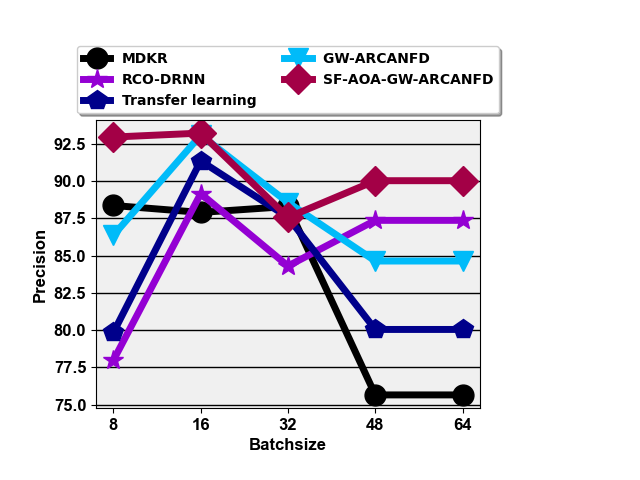 MDKR
RCO-DRNN
Transfer learning
GW-ARCANFD
SF-AOA-GW-ARCANFD
92.5
90.0
87.5
85.0
82.5
80.0
77.5
75.0
Precision
8 16 32 48 64
Batchsize